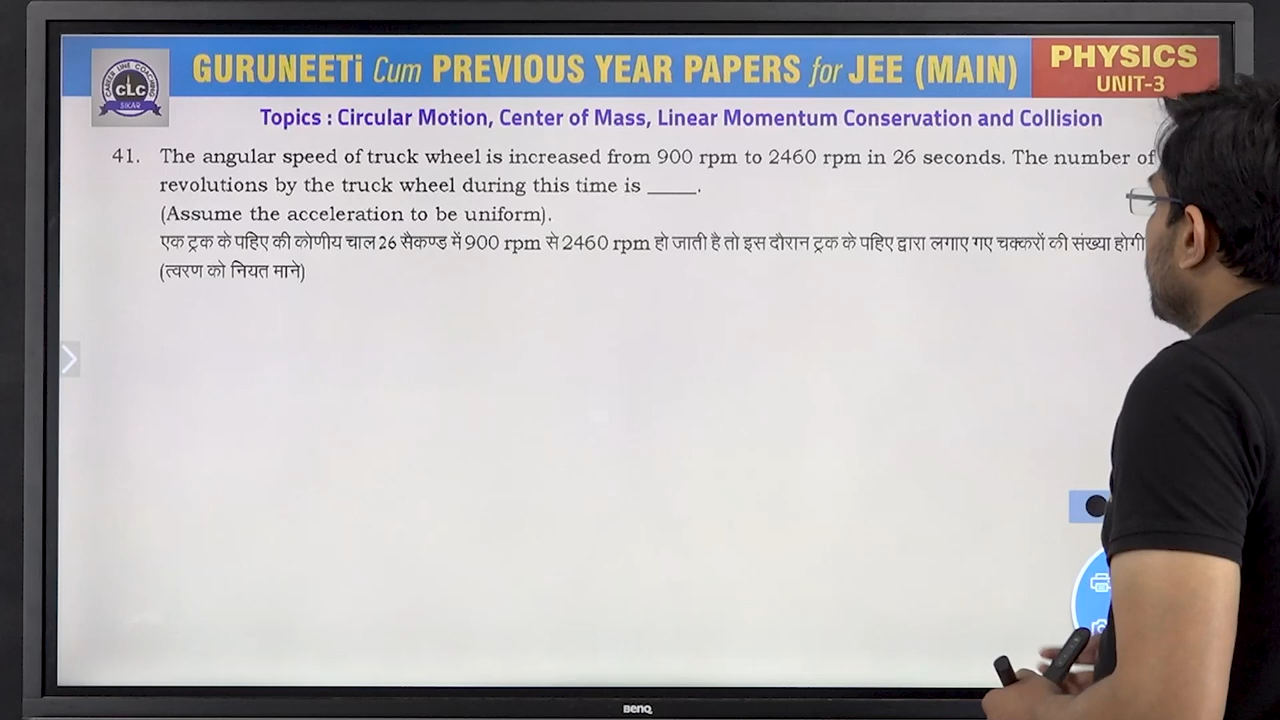 GURUNEETi Cum PREVIOUS YEAR PAPERS for JEE (MAIN)
PHYSICS
UNIT-3
CAREER LINE COACHING
CLC
SIKAR
Topics : Circular Motion, Center of Mass, Linear Momentum Conservation and Collision
41. The angular speed of truck wheel is increased from 900 rpm to 2460 rpm in 26 seconds. The number of
revolutions by the truck wheel during this time is _____.
(Assume the acceleration to be uniform).
एक ट्रक के पहिए की कोणीय चाल 26 सैकण्ड में 900 rpm से 2460 rpm हो जाती है तो इस दौरान ट्रक के पहिए द्वारा लगाए गए चक्करों की संख्या होगी
(त्वरण को नियत माने)
BenQ